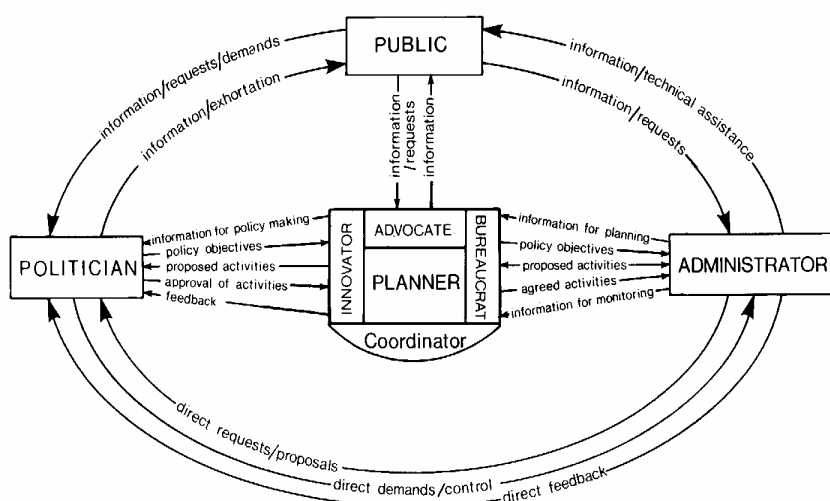 PUBLIC
information/requests/demands
information/exhortation
information/technical assistance
information/requests
information
/requests
information
POLITICIAN
information for policy making
policy objectives
proposed activities
approval of activities
feedback
INNOVATOR
ADVOCATE
PLANNER
BUREAUCRAT
Coordinator
information for planning
policy objectives
proposed activities
agreed activities
information for monitoring
ADMINISTRATOR
direct requests/proposals
direct demands/control
direct feedback